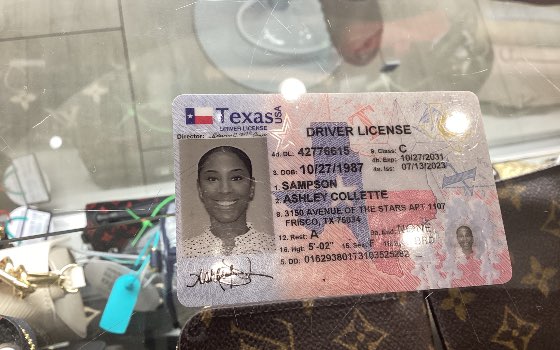 Texas USA
DRIVER LICENSE
Director:
DRIVER LICENSE
4d. DL: 42776615 9. Class: C
4b. Exp: 10/27/2031
3. DOB: 10/27/1987 4a. Iss: 07/13/2023
1. SAMPSON
2. ASHLEY COLLETTE
8. 3150 AVENUE OF THE STARS APT 1107
FRISCO, TX 75034
12. Rest: A 9a. End: NONE
16. Hgt: 5'-02" 15. Sex: F
5. DD: